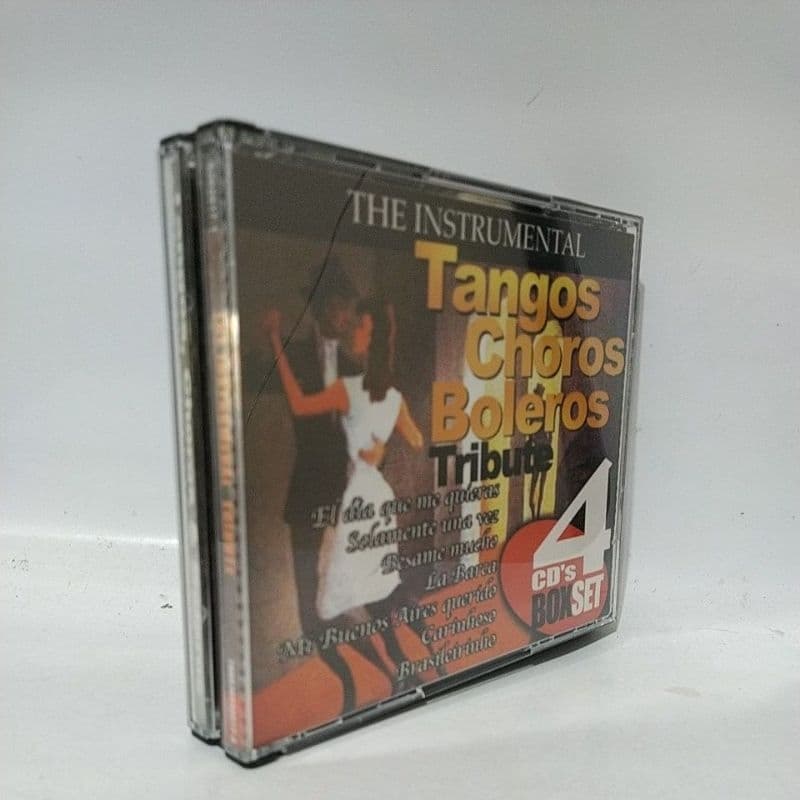 THE INSTRUMENTAL
Tangos
Choros
Boleros
Tribute
El dia que me quieras
Solamente una vez
Besame mucho
La Barca
Mi Buenos Aires querido
Carinhoso
Brasileirinho
4
CD's
BOXSET